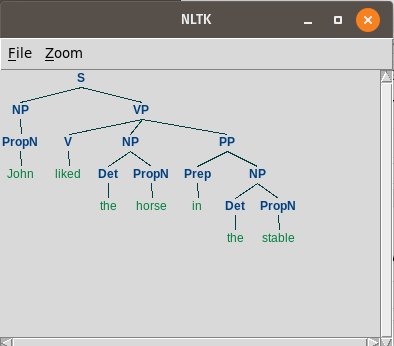 NLTK
File Zoom
S
NP VP
PropN V NP PP
John liked Det PropN Prep NP
the horse in Det PropN
the stable